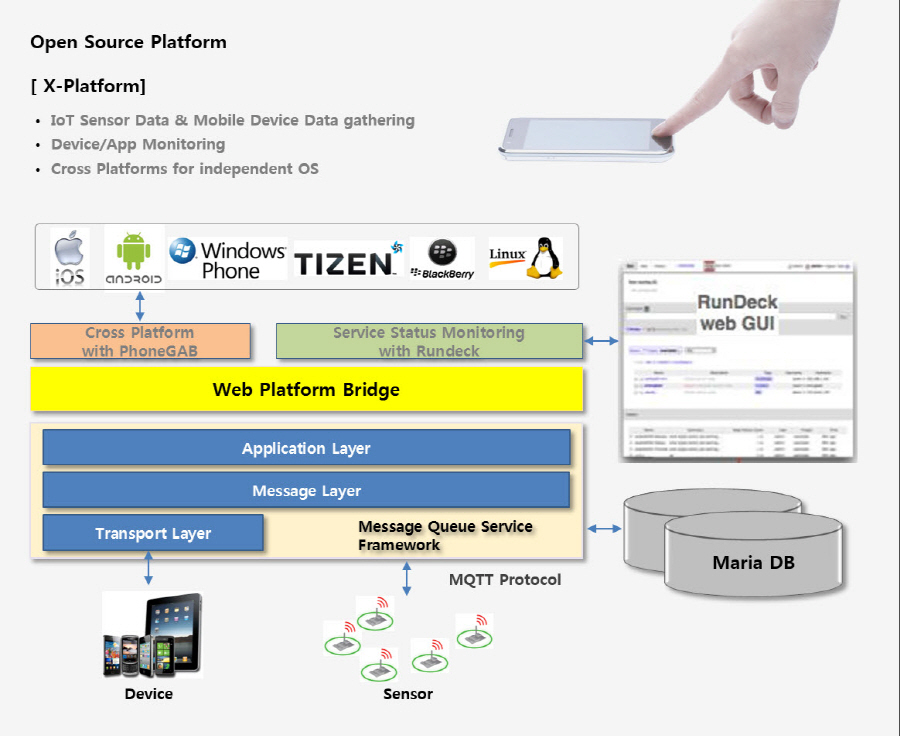 Open Source Platform
[ X-Platform]
• IoT Sensor Data & Mobile Device Data gathering
• Device/App Monitoring
• Cross Platforms for independent OS
iOS
android
Windows
Phone
TIZEN™
BlackBerry
Linux
Cross Platform
with PhoneGAB
Service Status Monitoring
with Rundeck
RunDeck
web GUI
Web Platform Bridge
Application Layer
Message Layer
Transport Layer
Message Queue Service
Framework
Maria DB
MQTT Protocol
Device
Sensor